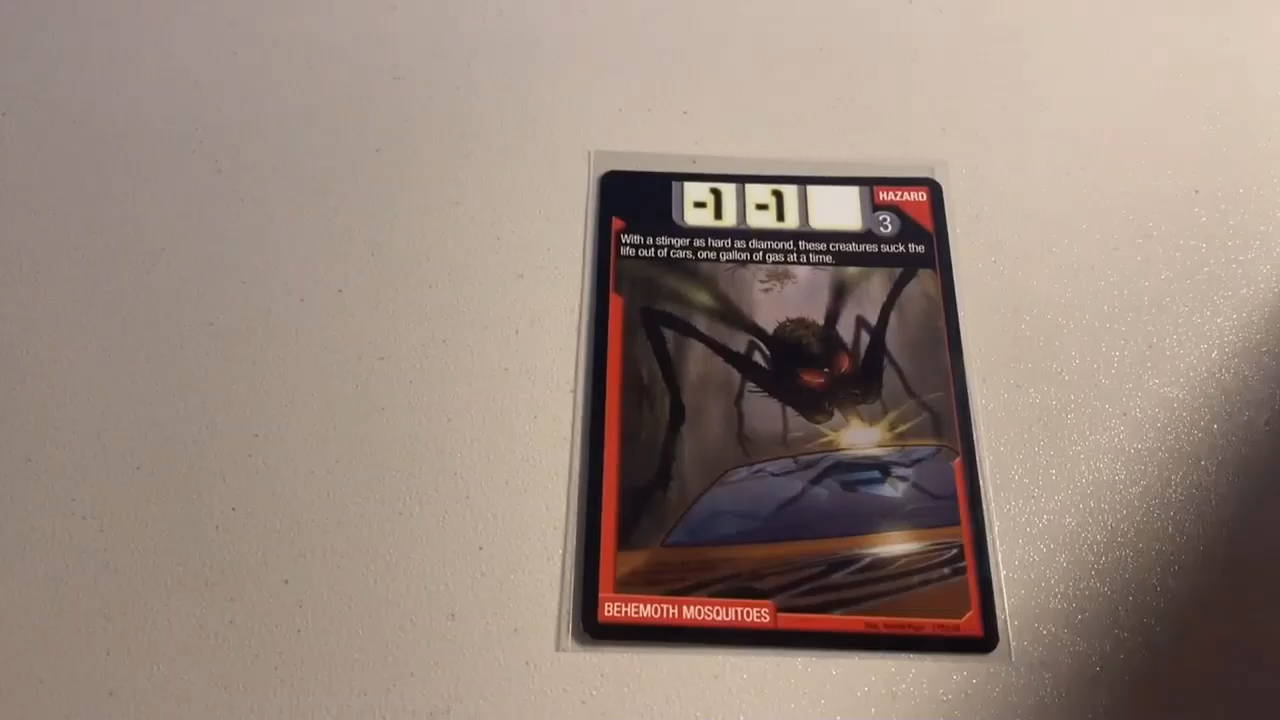 -1 -1 HAZARD
3
With a stinger as hard as diamond, these creatures suck the
life out of cars, one gallon of gas at a time.
BEHEMOTH MOSQUITOES